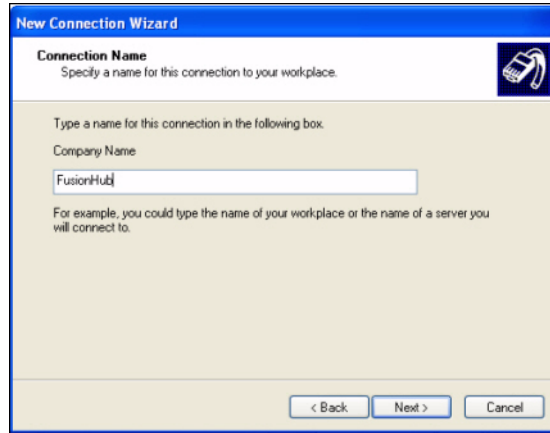 New Connection Wizard
Connection Name
Specify a name for this connection to your workplace.
Type a name for this connection in the following box.
Company Name
FusionHub
For example, you could type the name of your workplace or the name of a server you
will connect to.
< Back Next > Cancel